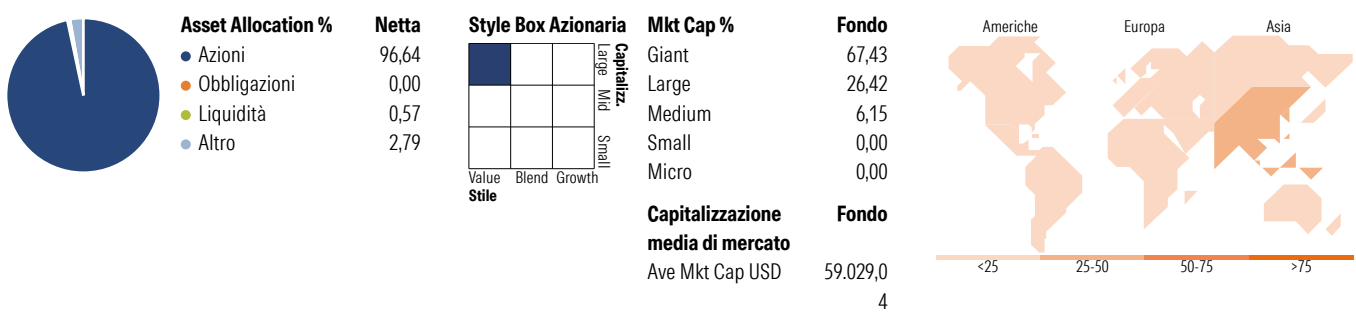 Asset Allocation % Netta
Azioni 96,64
Obbligazioni 0,00
Liquidità 0,57
Altro 2,79
Style Box Azionaria
Capitalizz.
Large Mid Small
Value Blend Growth
Stile
Mkt Cap % Fondo
Giant 67,43
Large 26,42
Medium 6,15
Small 0,00
Micro 0,00
Capitalizzazione Fondo
media di mercato
Ave Mkt Cap USD 59.029,0
4
Americhe Europa Asia
<25 25-50 50-75 >75